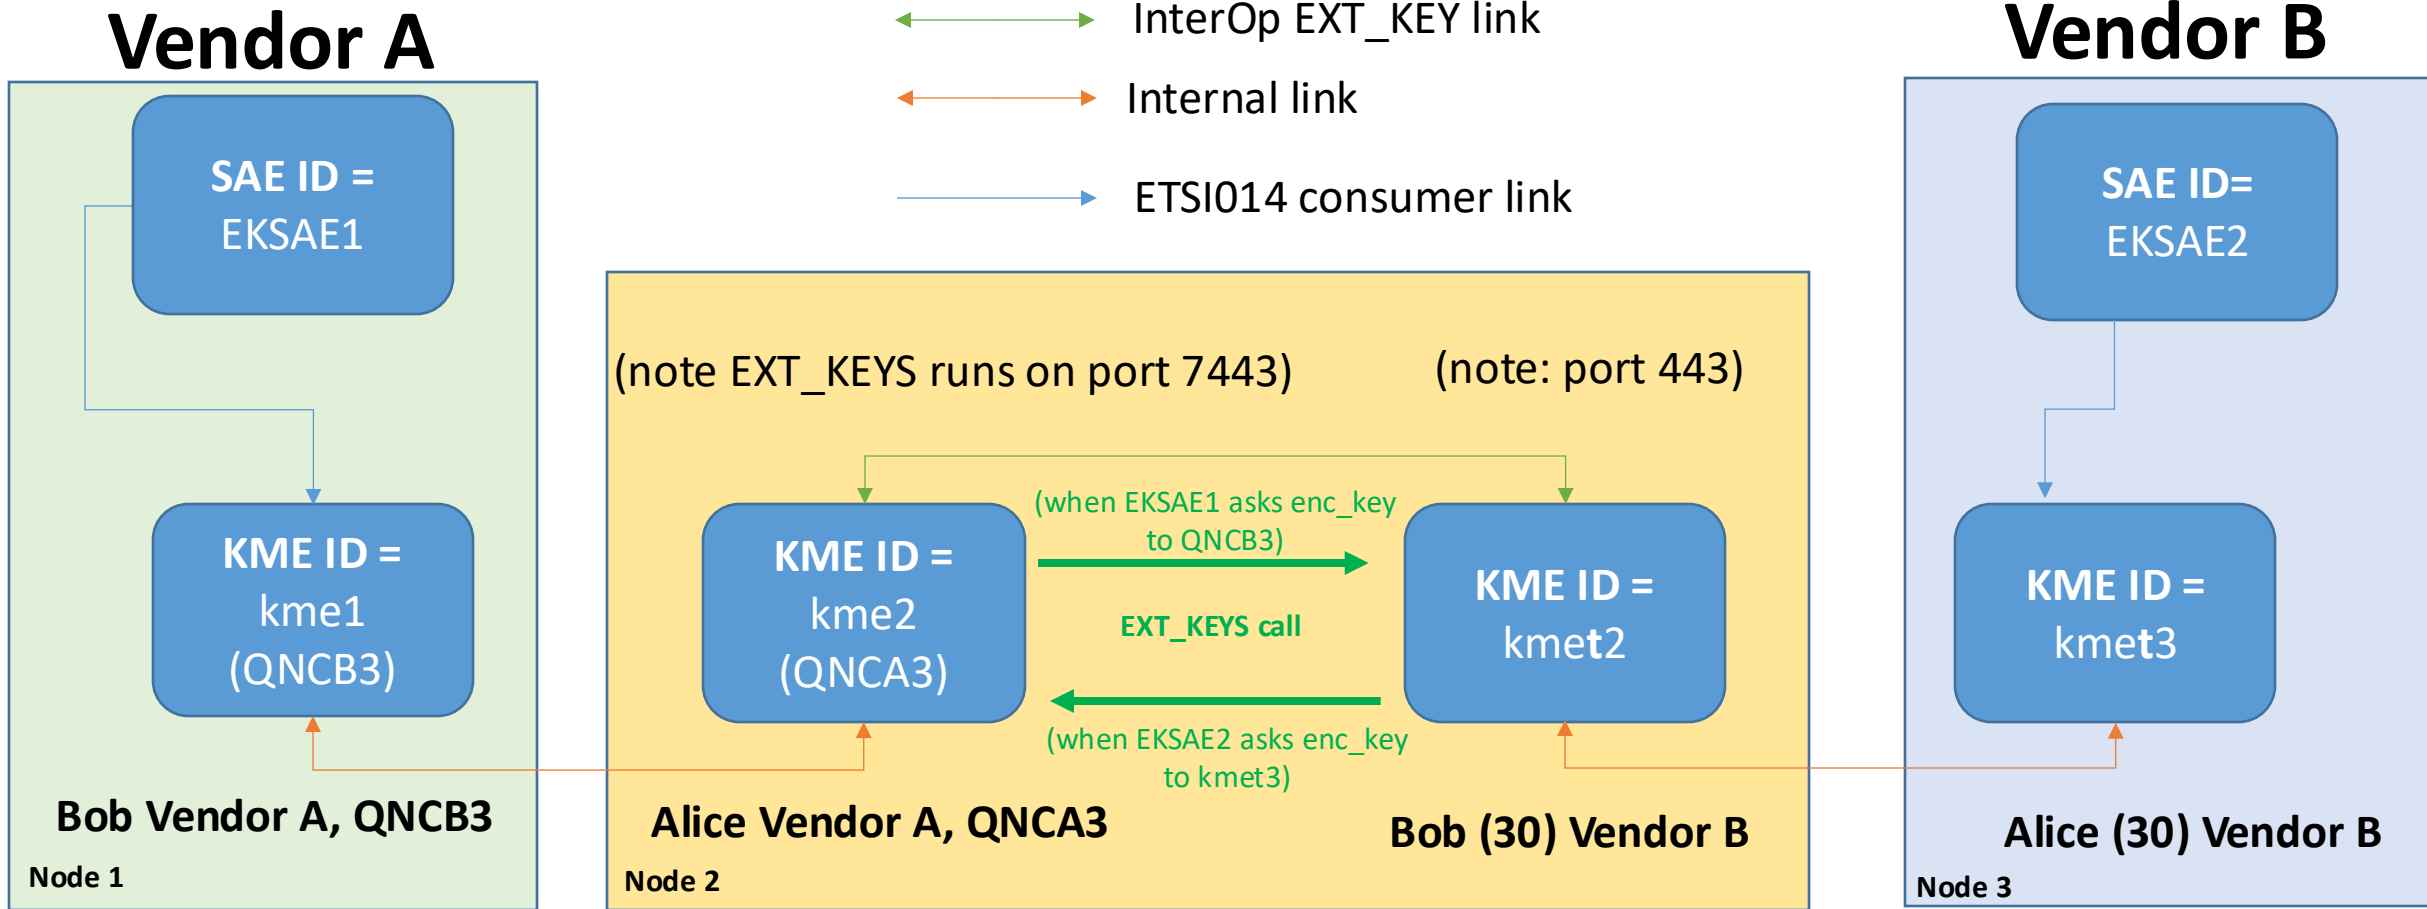 Vendor A
InterOp EXT_KEY link
Internal link
ETSI014 consumer link
Vendor B
SAE ID =
EKSAE1
SAE ID=
EKSAE2
(note EXT_KEYS runs on port 7443)
(note: port 443)
KME ID =
kme1
(QNCB3)
KME ID =
kme2
(QNCA3)
(when EKSAE1 asks enc_key
to QNCB3)
EXT_KEYS call
(when EKSAE2 asks enc_key
to kmet3)
KME ID =
kmet2
KME ID =
kmet3
Bob Vendor A, QNCB3
Node 1
Alice Vendor A, QNCA3
Bob (30) Vendor B
Node 2
Alice (30) Vendor B
Node 3